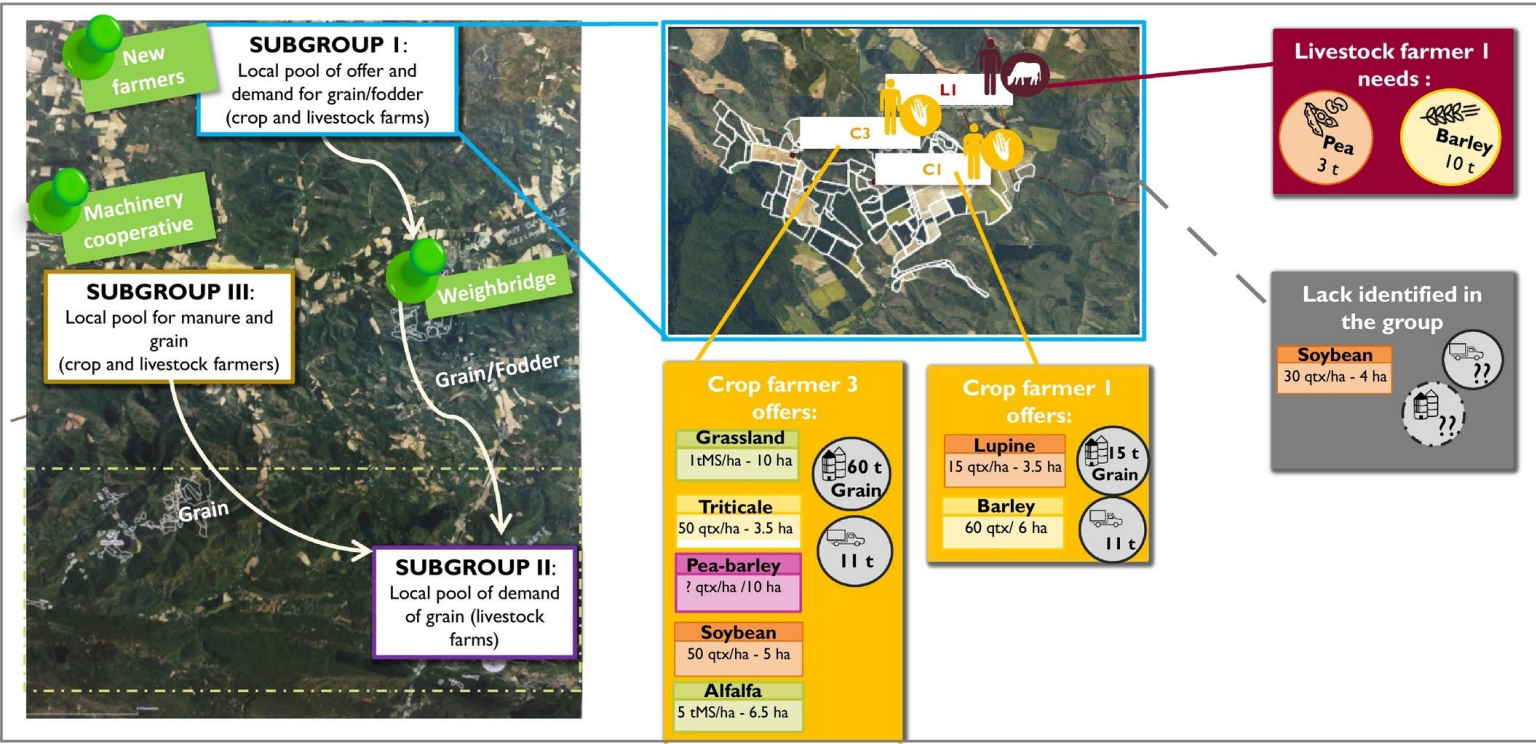 New
farmers
SUBGROUP I:
Local pool of offer and
demand for grain/fodder
(crop and livestock farms)
Machinery
cooperative
Weighbridge
SUBGROUP III:
Local pool for manure and
grain
(crop and livestock farmers)
Grain/Fodder
Grain
SUBGROUP II:
Local pool of demand
of grain (livestock
farms)
L1
C3
C1
Livestock farmer 1
needs :
Pea
3 t
Barley
10 t
Lack identified in
the group
Soybean
30 qtx/ha - 4 ha
??
??
Crop farmer 3
offers:
Grassland
1tMS/ha - 10 ha
60 t
Grain
Triticale
50 qtx/ha - 3.5 ha
11 t
Pea-barley
? qtx/ha /10 ha
Soybean
50 qtx/ha - 5 ha
Alfalfa
5 tMS/ha - 6.5 ha
Crop farmer 1
offers:
Lupine
15 qtx/ha - 3.5 ha
15 t
Grain
Barley
60 qtx/ 6 ha
11 t